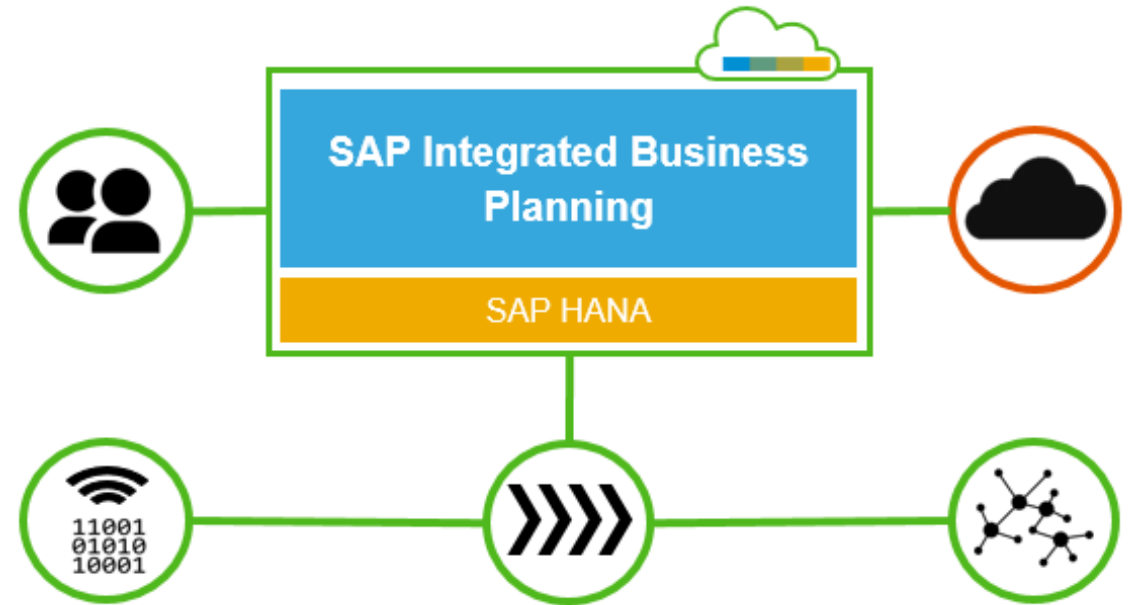 SAP Integrated Business
Planning
SAP HANA
11001
01010
10001